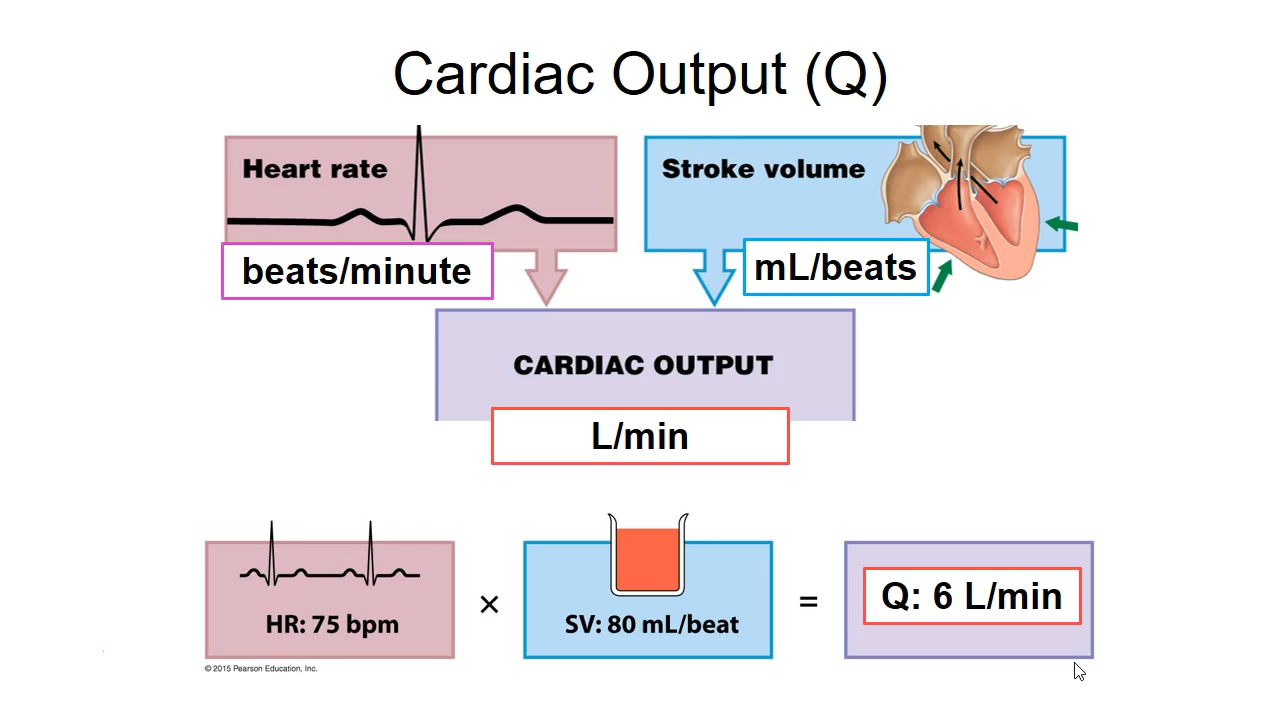 Cardiac Output (Q)
Heart rate
Stroke volume
beats/minute
mL/beats
CARDIAC OUTPUT
L/min
HR: 75 bpm
×
SV: 80 mL/beat
=
Q: 6 L/min
© 2015 Pearson Education, Inc.